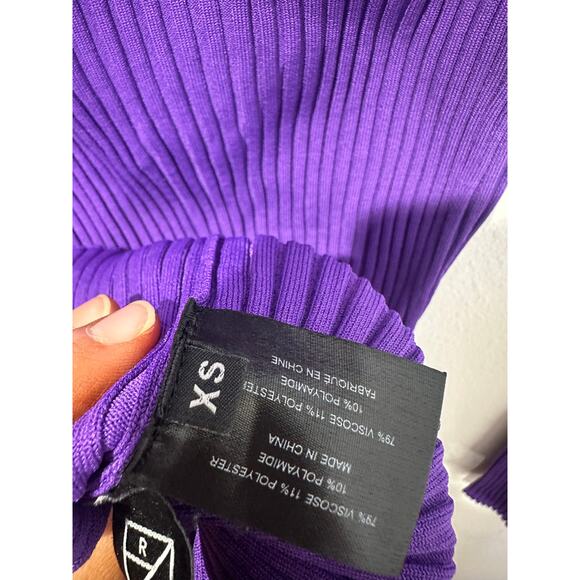 XS
79% VISCOSE 11% POLYESTER
10% POLYAMIDE
MADE IN CHINA
79% VISCOSE 11% POLYESTER
10% POLYAMIDE
FABRIQUÉ EN CHINE
R